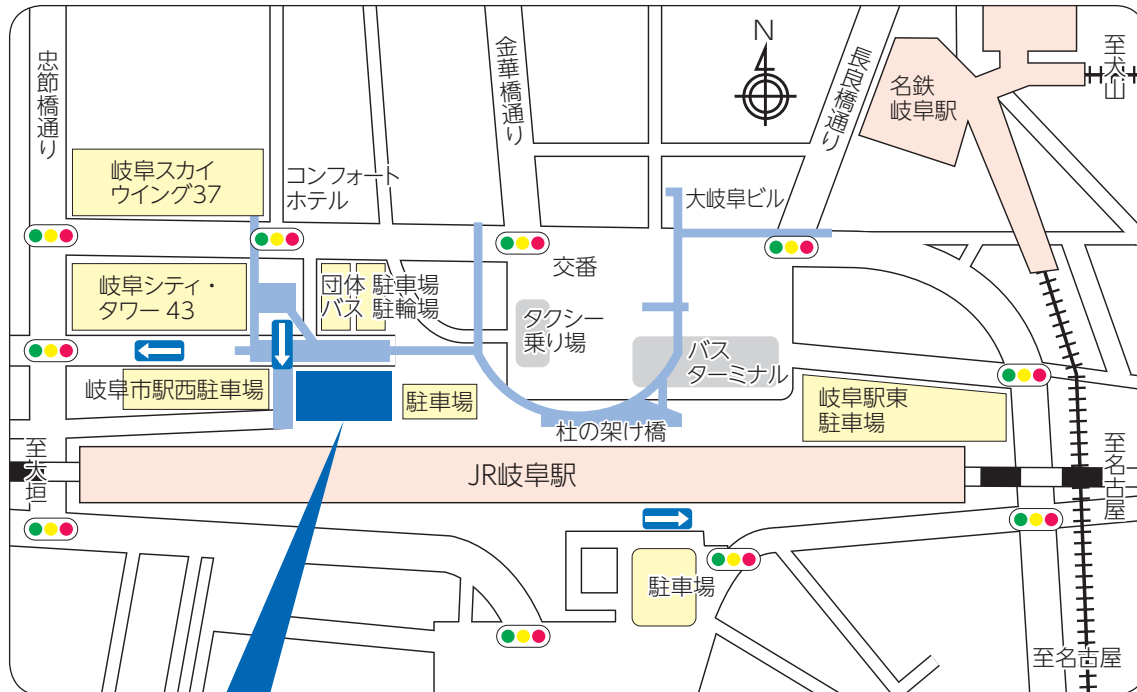 忠節橋通り
金華橋通り
N
長良橋通り
名鉄
岐阜駅
至犬山
岐阜スカイ
ウイング37
コンフォート
ホテル
大岐阜ビル
交番
岐阜シティ・
タワー 43
団体
バス
駐車場
駐輪場
タクシー
乗り場
バス
ターミナル
岐阜市駅西駐車場
駐車場
岐阜駅東
駐車場
杜の架け橋
至大垣
JR岐阜駅
至名古屋
駐車場
至名古屋